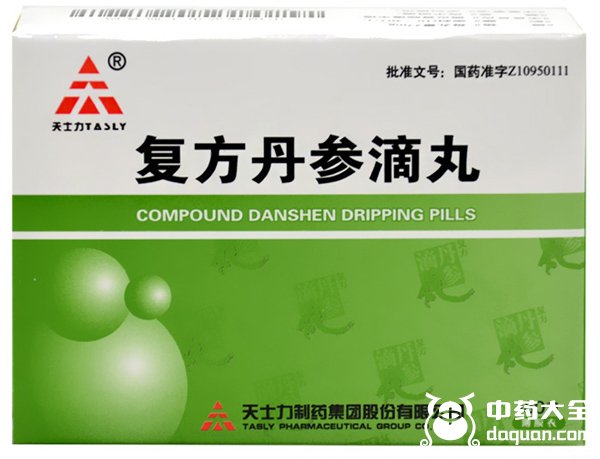 ®
天士力TASLY
批准文号：国药准字Z10950111
复方丹参滴丸
COMPOUND DANSHEN DRIPPING PILLS
天士力制药集团股份有限公司
TASLY PHARMACEUTICAL GROUP CO.
薄膜衣
中药大全
daquan.com